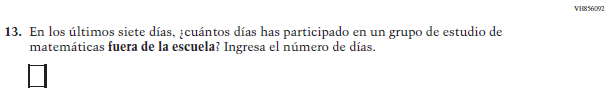 VH856092
13. En los últimos siete días, ¿cuántos días has participado en un grupo de estudio de
matemáticas fuera de la escuela? Ingresa el número de días.